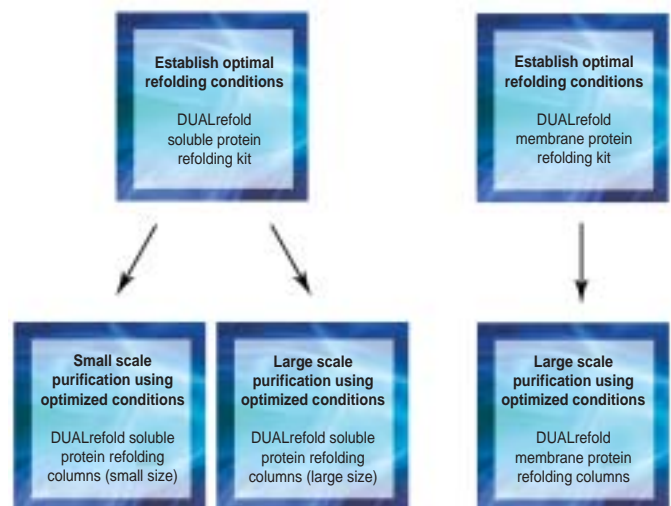 Establish optimal
refolding conditions
DUALrefold
soluble protein
refolding kit
Establish optimal
refolding conditions
DUALrefold
membrane protein
refolding kit
Small scale
purification using
optimized conditions
DUALrefold soluble
protein refolding
columns (small size)
Large scale
purification using
optimized conditions
DUALrefold soluble
protein refolding
columns (large size)
Large scale
purification using
optimized conditions
DUALrefold
membrane protein
refolding columns